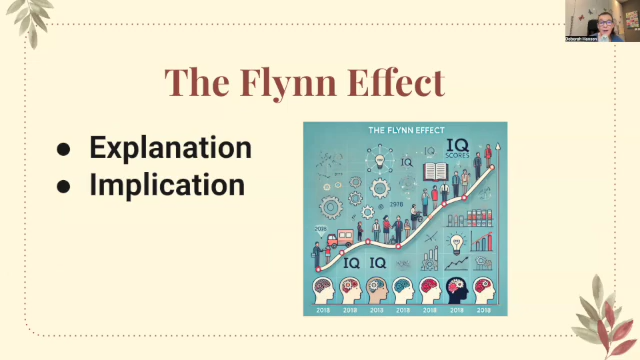 The Flynn Effect
● Explanation
● Implication
THE FLYNN EFFECT
IQ
SCORES
IQ
IQ IQ
2018 2018 2018 2018 2018 2018 2018